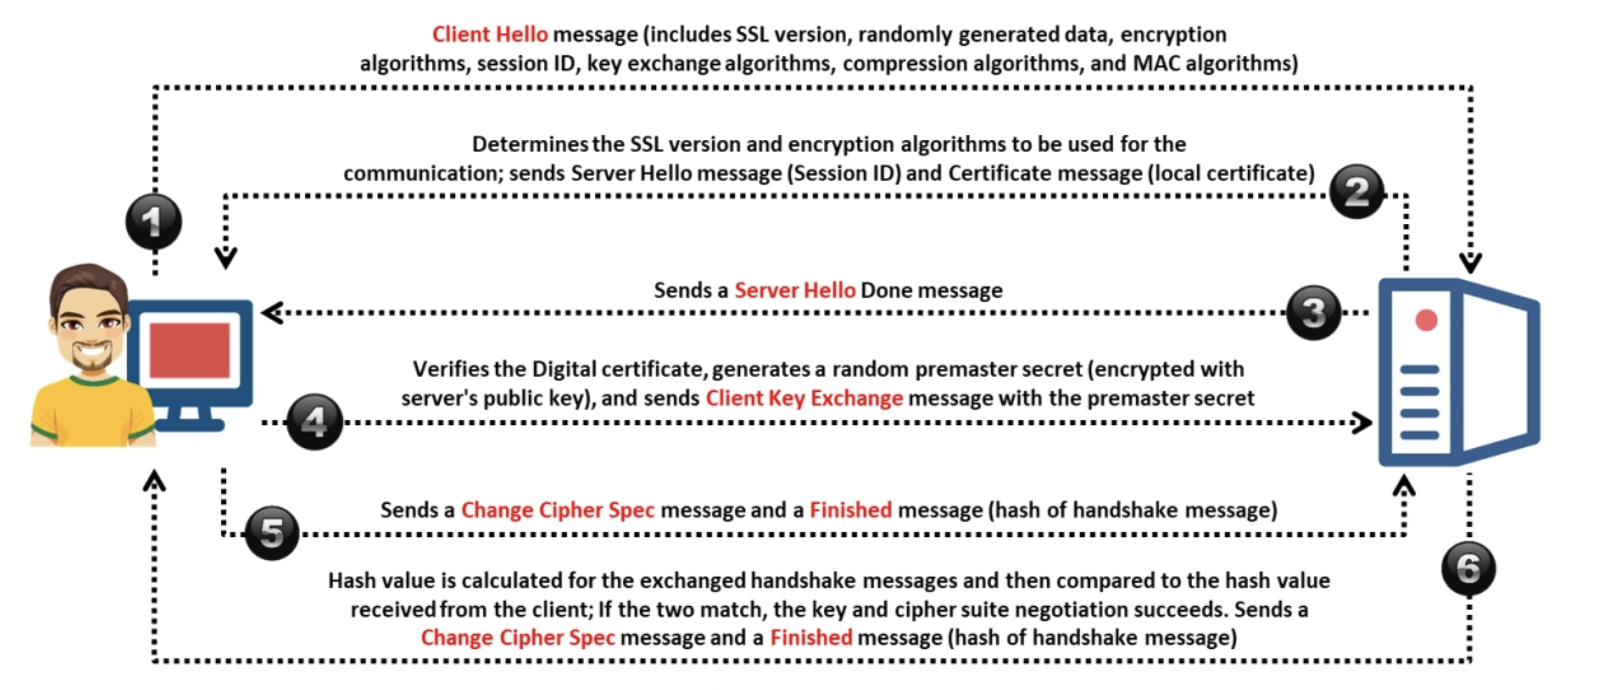 Client Hello message (includes SSL version, randomly generated data, encryption
algorithms, session ID, key exchange algorithms, compression algorithms, and MAC algorithms)
Determines the SSL version and encryption algorithms to be used for the
communication; sends Server Hello message (Session ID) and Certificate message (local certificate)
2
1
Sends a Server Hello Done message
3
Verifies the Digital certificate, generates a random premaster secret (encrypted with
server's public key), and sends Client Key Exchange message with the premaster secret
4
Sends a Change Cipher Spec message and a Finished message (hash of handshake message)
5
6
Hash value is calculated for the exchanged handshake messages and then compared to the hash value
received from the client; If the two match, the key and cipher suite negotiation succeeds. Sends a
Change Cipher Spec message and a Finished message (hash of handshake message)